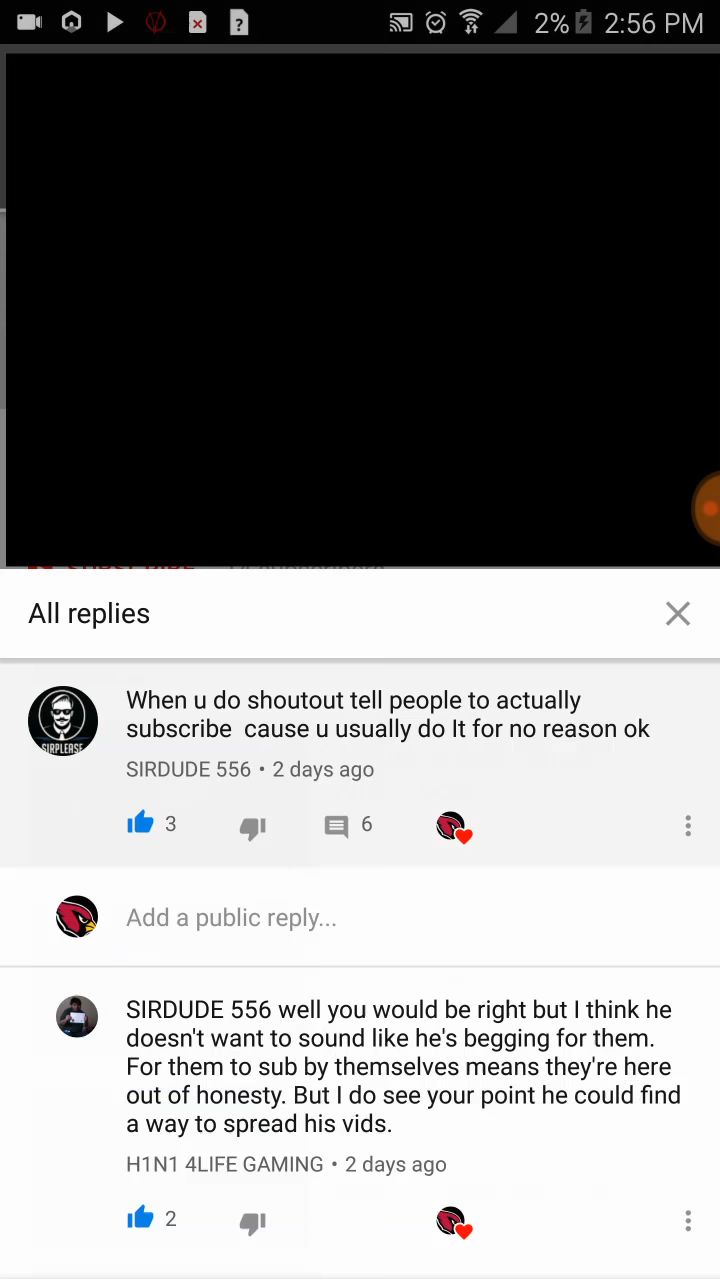 2% 2:56 PM
SUBSCRIBE
All replies
When u do shoutout tell people to actually
subscribe  cause u usually do It for no reason ok
SIRPLEASE
SIRDUDE 556 • 2 days ago
3
6
Add a public reply...
SIRDUDE 556 well you would be right but I think he
doesn't want to sound like he's begging for them.
For them to sub by themselves means they're here
out of honesty. But I do see your point he could find
a way to spread his vids.
H1N1 4LIFE GAMING • 2 days ago
2